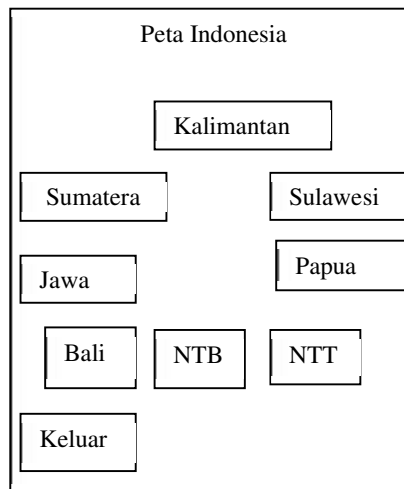 Peta Indonesia
Kalimantan
Sumatera
Sulawesi
Papua
Jawa
Bali
NTB
NTT
Keluar